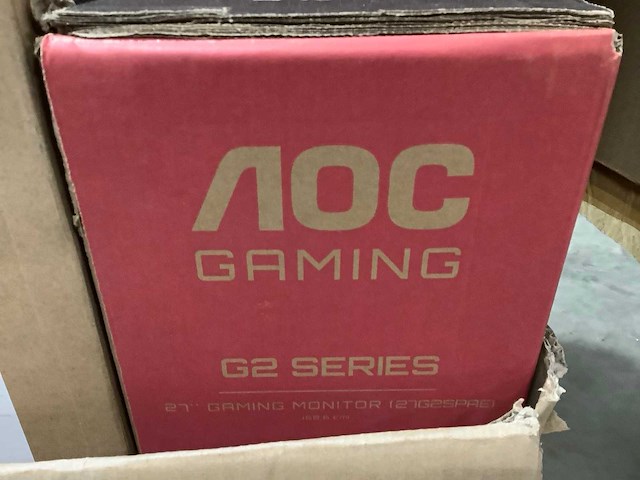 AOC
GAMING
G2 SERIES
27'' GAMING MONITOR (27G2SPAE)